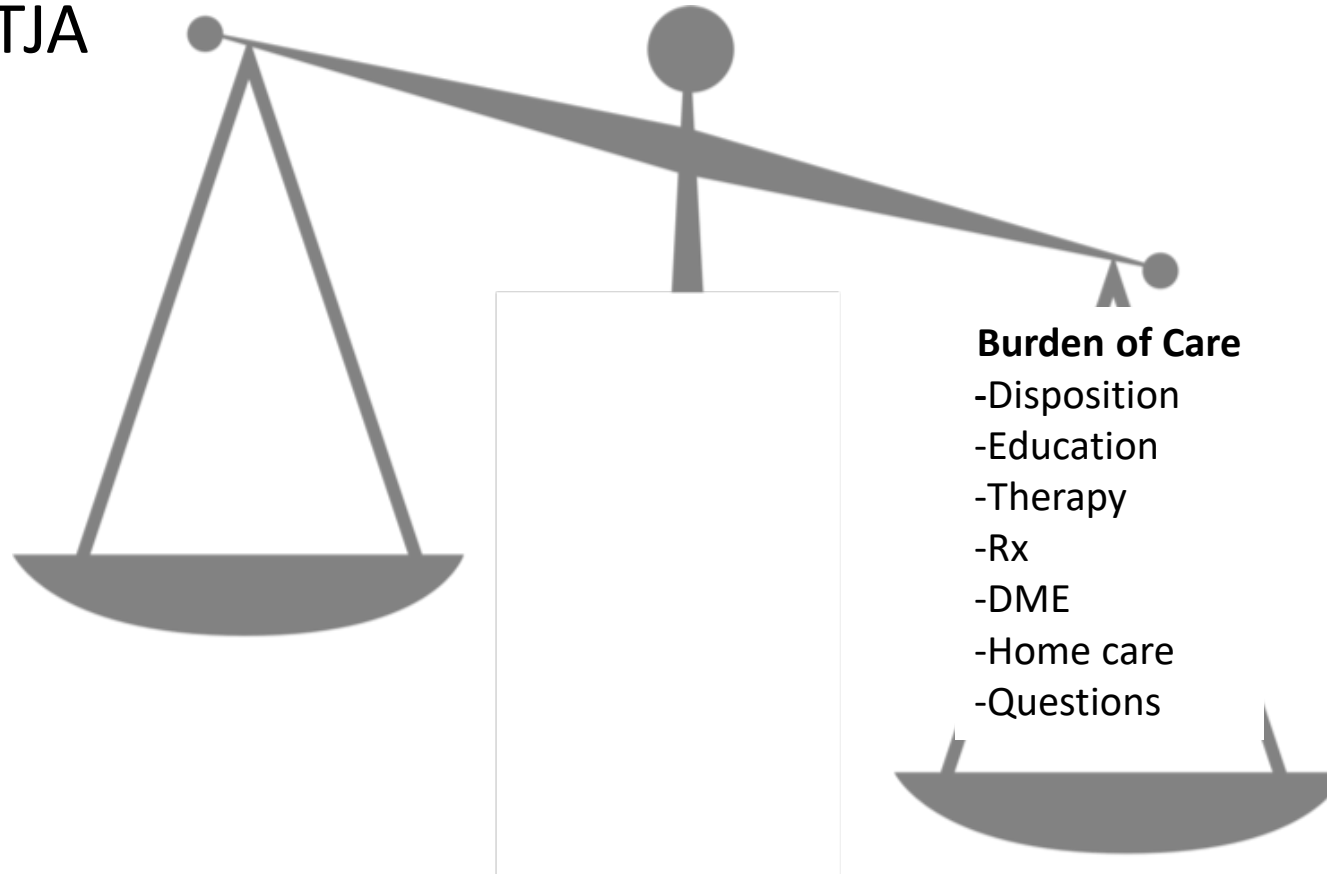 TJA
Burden of Care
-Disposition
-Education
-Therapy
-Rx
-DME
-Home care
-Questions